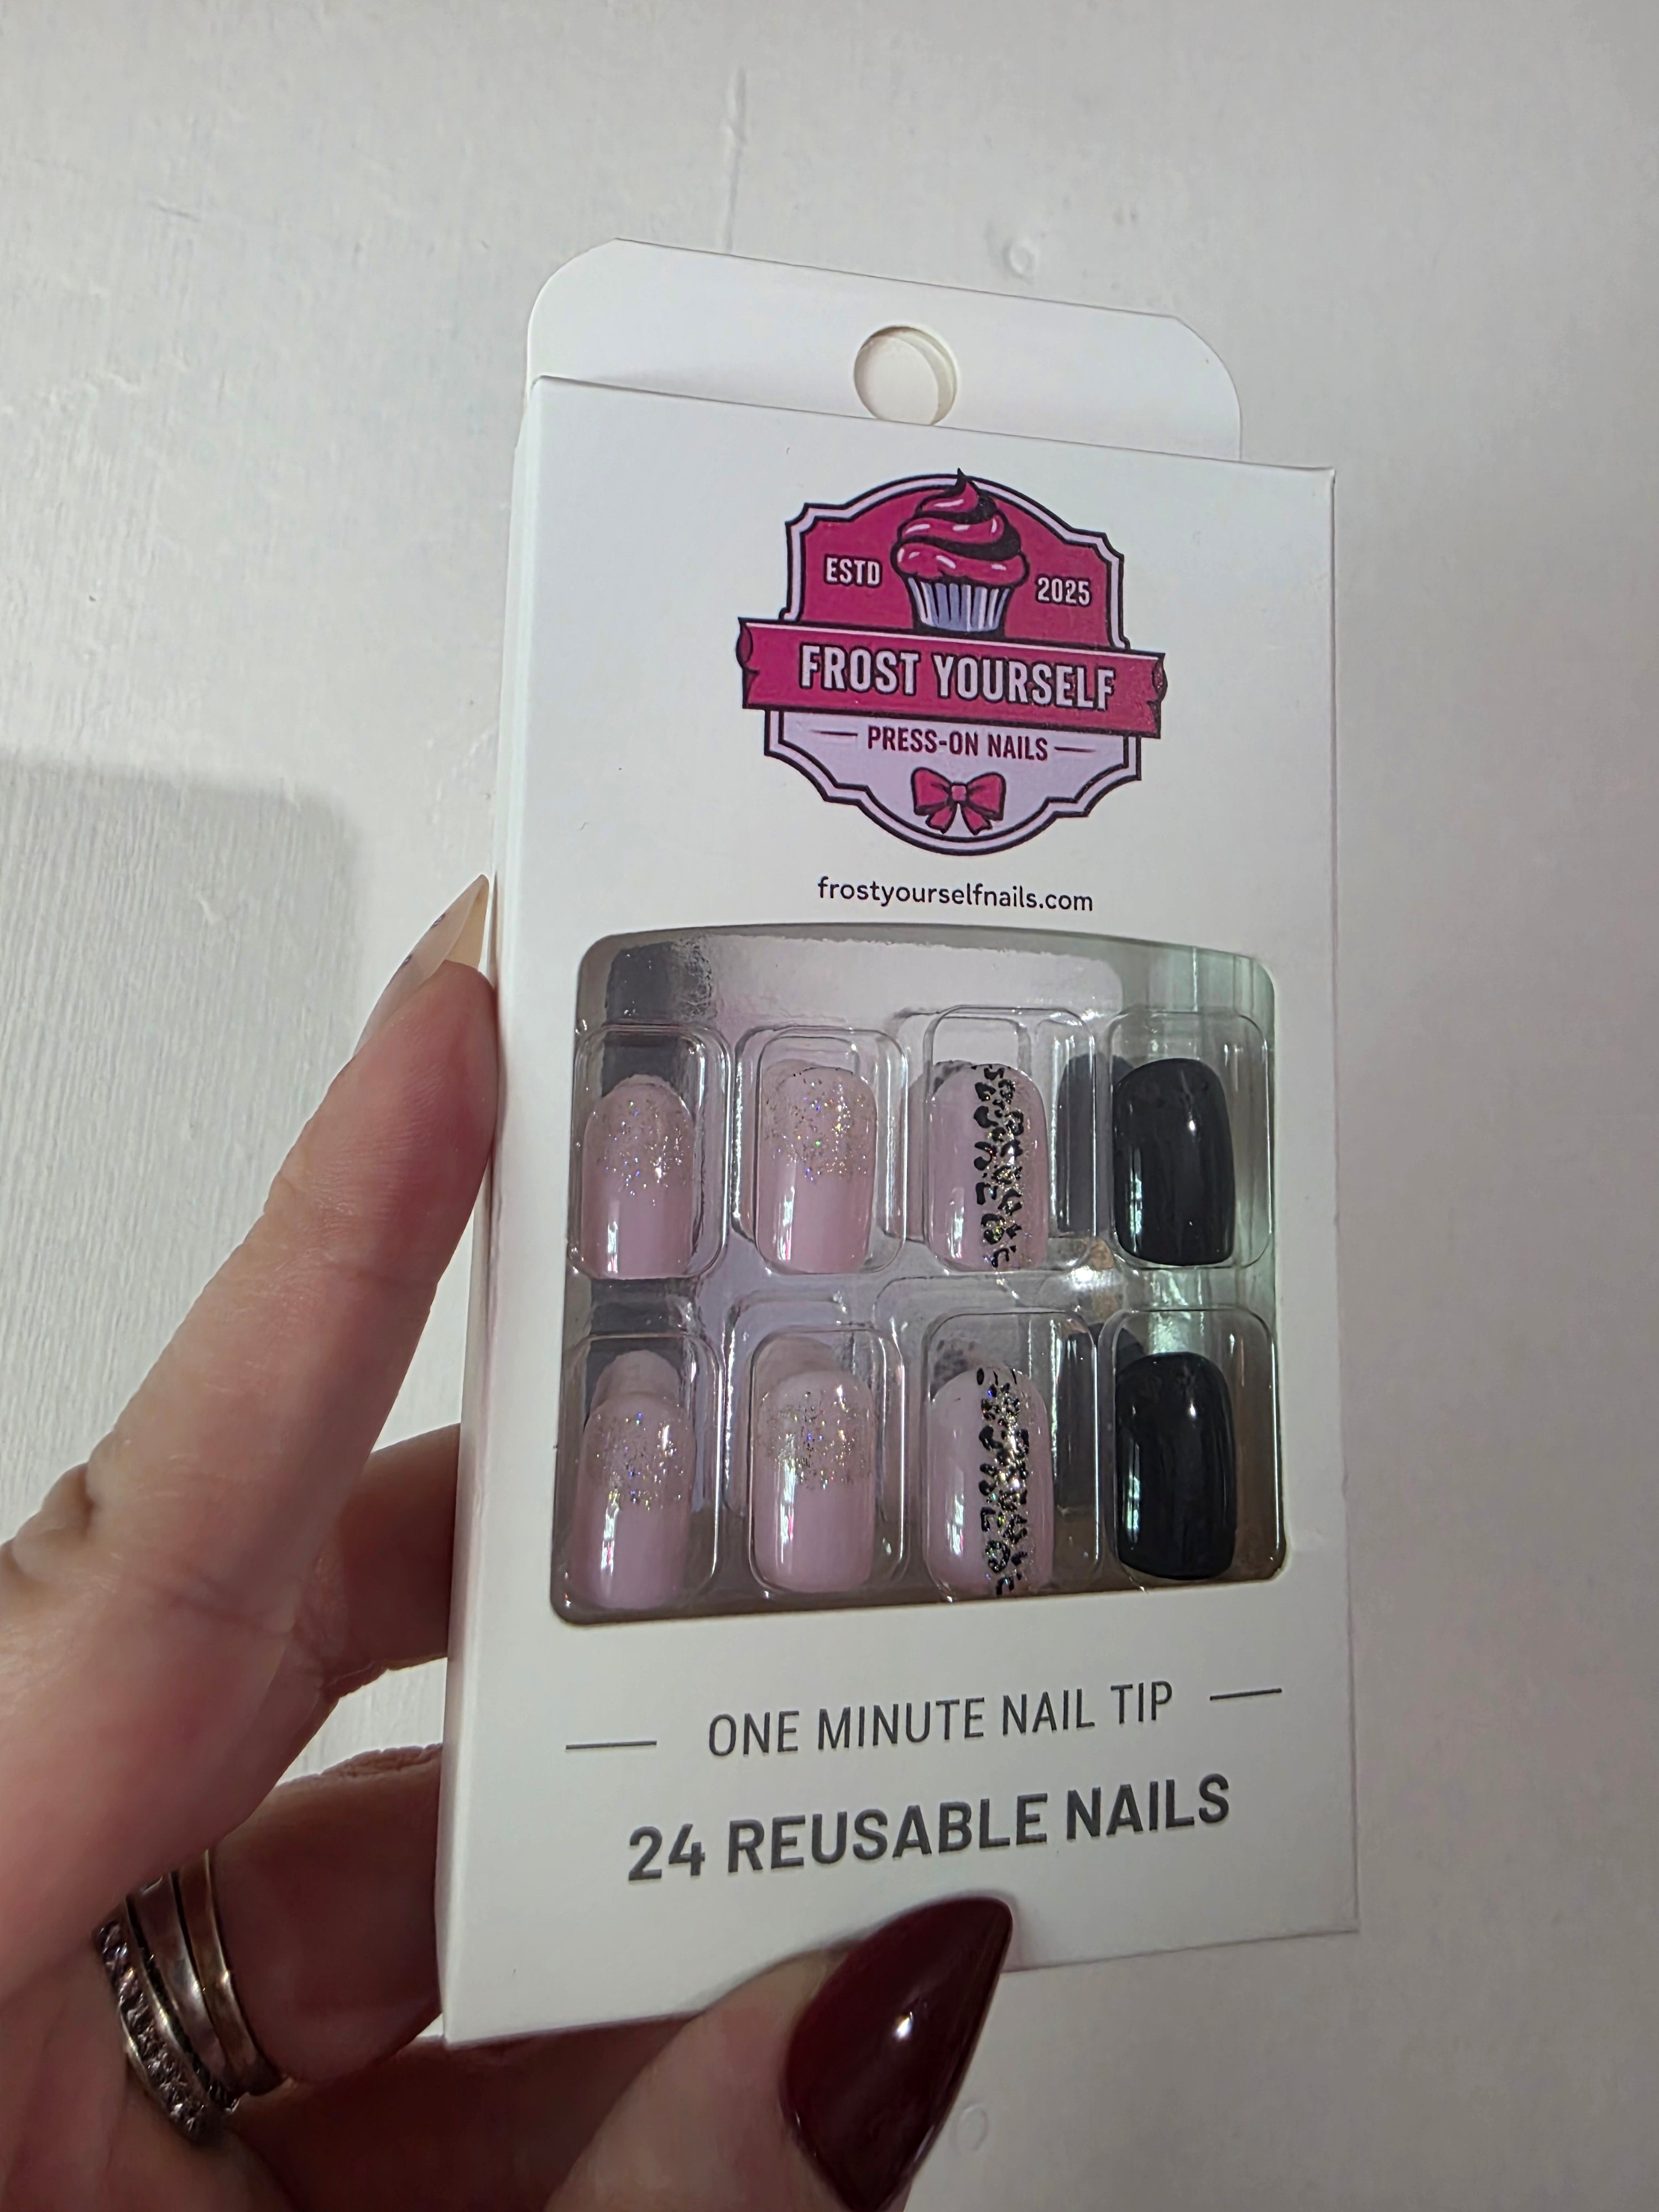 ESTD 2025
FROST YOURSELF
PRESS-ON NAILS
frostyourselfnails.com
ONE MINUTE NAIL TIP
24 REUSABLE NAILS